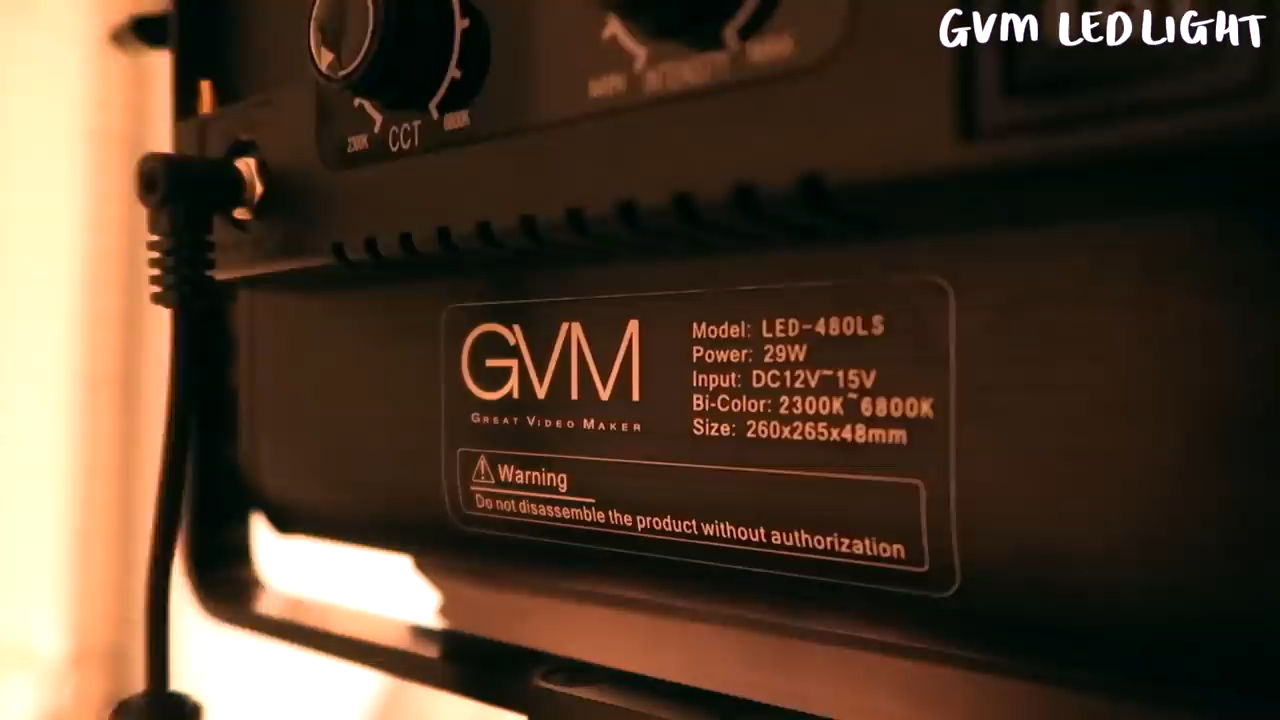 GVM LED LIGHT
2300K CCT 6800K
INTENSITY
GVM
GREAT VIDEO MAKER
Model: LED-480LS
Power: 29W
Input: DC12V~15V
Bi-Color: 2300K~6800K
Size: 260x265x48mm
⚠ Warning
Do not disassemble the product without authorization